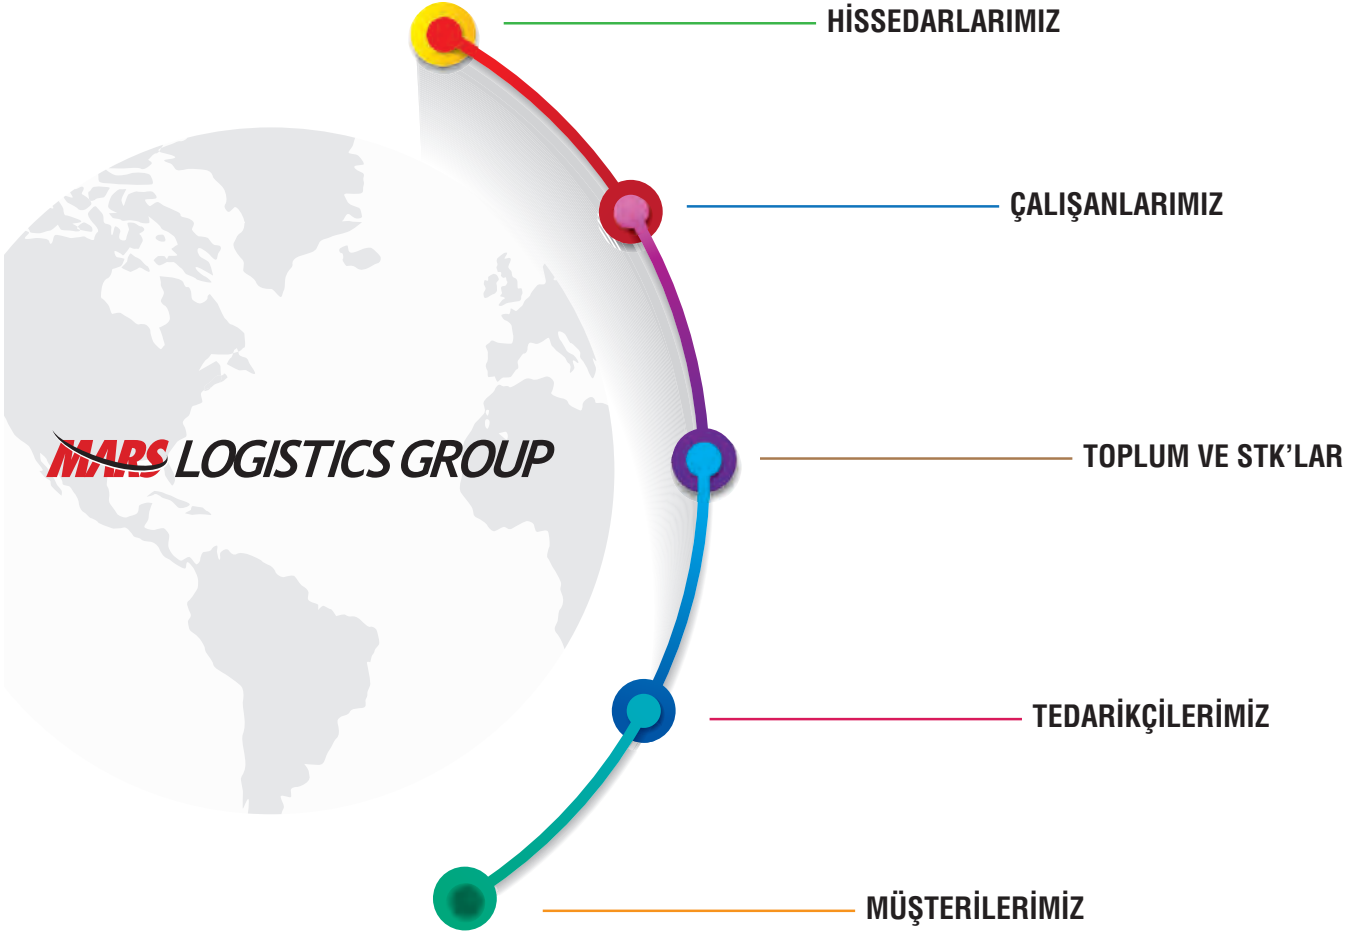 HİSSEDARLARIMIZ
ÇALIŞANLARIMIZ
MARS LOGISTICS GROUP
TOPLUM VE STK’LAR
TEDARİKÇİLERİMİZ
MÜŞTERİLERİMİZ